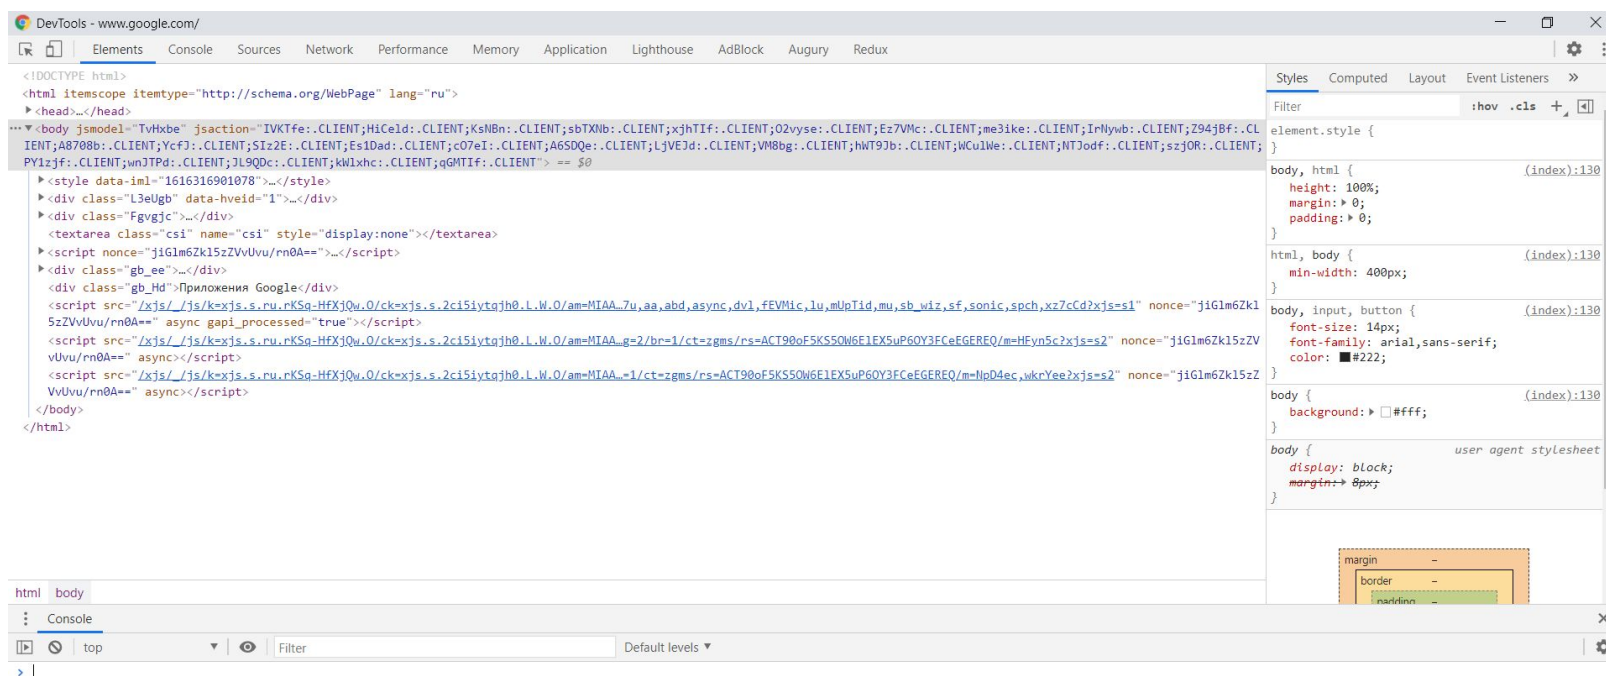 DevTools - www.google.com/
Elements Console Sources Network Performance Memory Application Lighthouse AdBlock Augury Redux
<!DOCTYPE html>
<html itemscope itemtype="http://schema.org/WebPage" lang="ru">
<head>…</head>
<body jsmodel="TvHxbe" jsaction="IVKTfe:.CLIENT;HiCeld:.CLIENT;KsNBn:.CLIENT;sbTXNb:.CLIENT;xjhTIf:.CLIENT;O2vyse:.CLIENT;Ez7VMc:.CLIENT;me3ike:.CLIENT;IrNywb:.CLIENT;Z94jBf:.CL
IENT;A8708b:.CLIENT;YcfJ:.CLIENT;SIz2E:.CLIENT;Es1Dad:.CLIENT;cO7eI:.CLIENT;A6SDQe:.CLIENT;LjVEJd:.CLIENT;VM8bg:.CLIENT;hWT9Jb:.CLIENT;WCulWe:.CLIENT;NTJodf:.CLIENT;szjOR:.CLIENT;
PY1zjf:.CLIENT;wnJTPd:.CLIENT;JL9QDc:.CLIENT;kWlxhc:.CLIENT;qGMTIf:.CLIENT"> == $0
<style data-iml="1616316901078">…</style>
<div class="L3eUgb" data-hveid="1">…</div>
<div class="Fgvgjc">…</div>
<textarea class="csi" name="csi" style="display:none"></textarea>
<script nonce="jiGlm6Zkl5zZVvUvu/rn0A==">…</script>
<div class="gb_ee">…</div>
<div class="gb_Hd">Приложения Google</div>
<script src="/xjs/_/js/k=xjs.s.ru.rKSq-HfXjQw.O/ck=xjs.s.2ci5iytqjh0.L.W.O/am=MIAA…7u,aa,abd,async,dvl,fEVMic,lu,mUpTid,mu,sb_wiz,sf,sonic,spch,xz7cCd?xjs=s1" nonce="jiGlm6Zkl
5zZVvUvu/rn0A==" async gapi_processed="true"></script>
<script src="/xjs/_/js/k=xjs.s.ru.rKSq-HfXjQw.O/ck=xjs.s.2ci5iytqjh0.L.W.O/am=MIAA…g=2/br=1/ct=zgms/rs=ACT90oF5KS5OW6ElEX5uP6OY3FCeEGEREQ/m=HFyn5c?xjs=s2" nonce="jiGlm6Zkl5zZV
vUvu/rn0A==" async></script>
<script src="/xjs/_/js/k=xjs.s.ru.rKSq-HfXjQw.O/ck=xjs.s.2ci5iytqjh0.L.W.O/am=MIAA…=1/ct=zgms/rs=ACT90oF5KS5OW6ElEX5uP6OY3FCeEGEREQ/m=NpD4ec,wkrYee?xjs=s2" nonce="jiGlm6Zkl5zZ
VvUvu/rn0A==" async></script>
</body>
</html>
html body
Styles Computed Layout Event Listeners »
Filter :hov .cls +
element.style {
}
body, html { (index):130
height: 100%;
margin: 0;
padding: 0;
}
html, body { (index):130
min-width: 400px;
}
body, input, button { (index):130
font-size: 14px;
font-family: arial,sans-serif;
color: #222;
}
body { (index):130
background: #fff;
}
body { user agent stylesheet
display: block;
margin: 8px;
}
margin –
border –
padding –
Console
top Filter Default levels